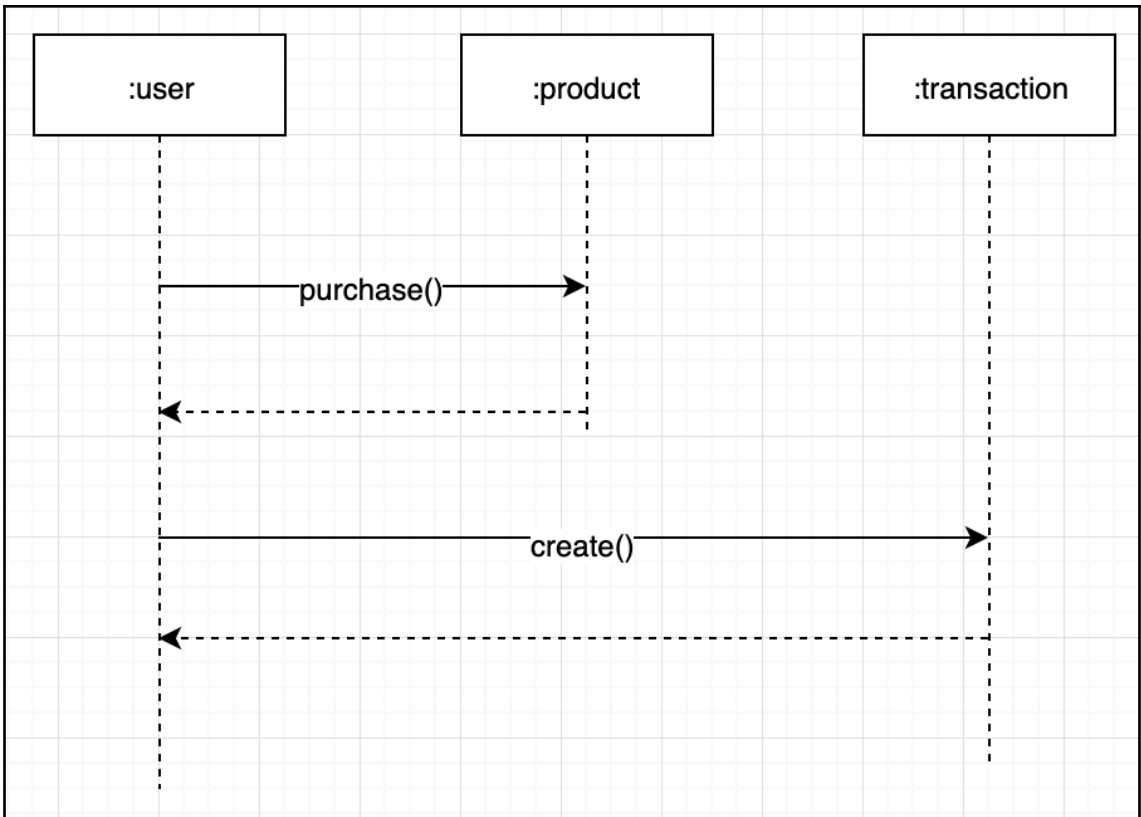 :user
:product
:transaction
purchase()
create()